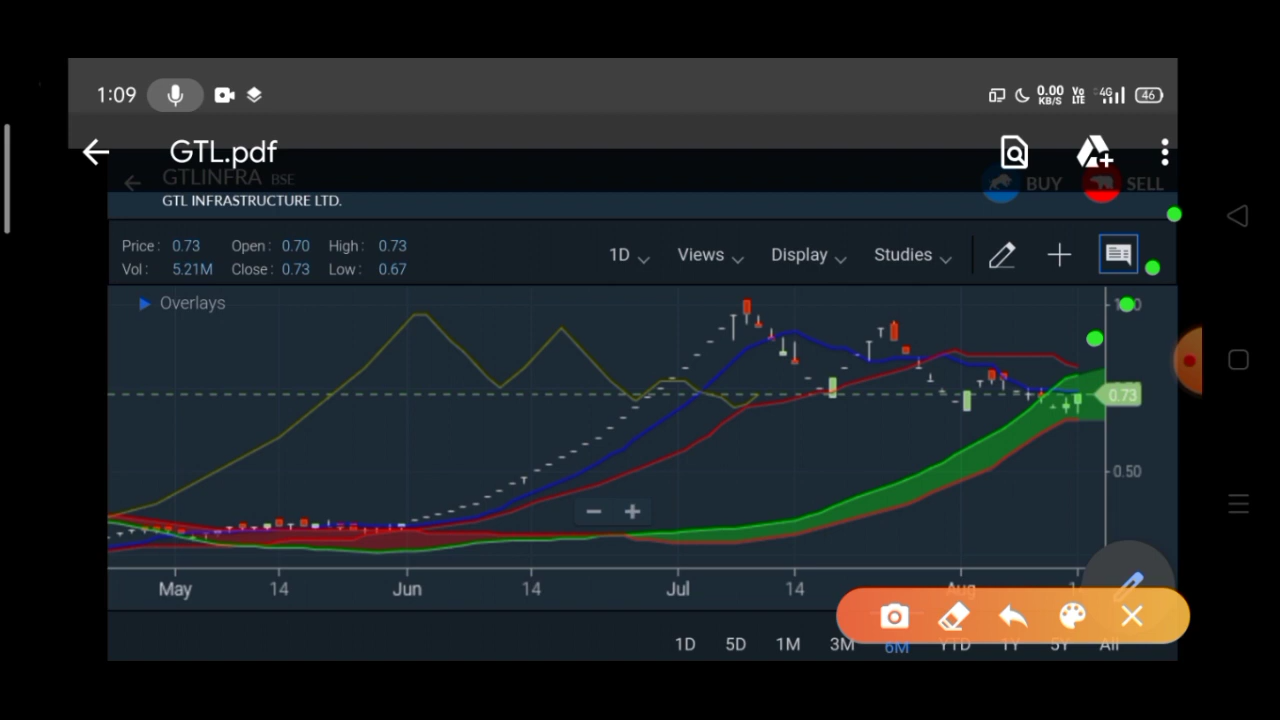 1:09 0.00 KB/S Vo LTE 4G 46
GTL.pdf
GTLINFRA BSE BUY SELL
GTL INFRASTRUCTURE LTD.
Price: 0.73 Open: 0.70 High: 0.73
Vol: 5.21M Close: 0.73 Low: 0.67
1D Views Display Studies
Overlays
0.73
0.50
May 14 Jun 14 Jul 14 Aug
1D 5D 1M 3M 6M YTD 1Y 5Y All